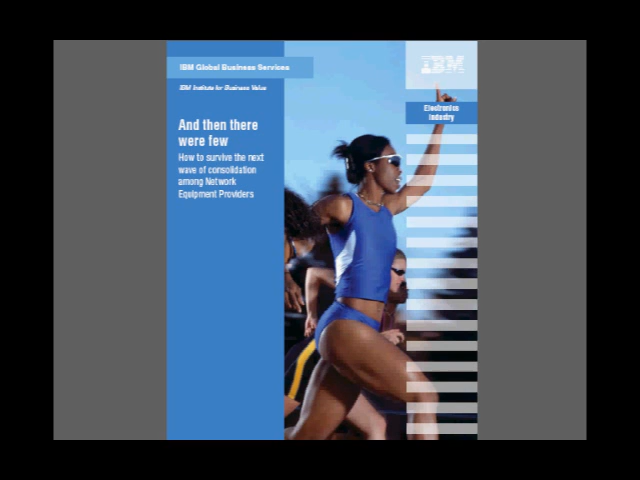 IBM Global Business Services
IBM Institute for Business Value
IBM
Electronics
Industry
And then there
were few
How to survive the next
wave of consolidation
among Network
Equipment Providers